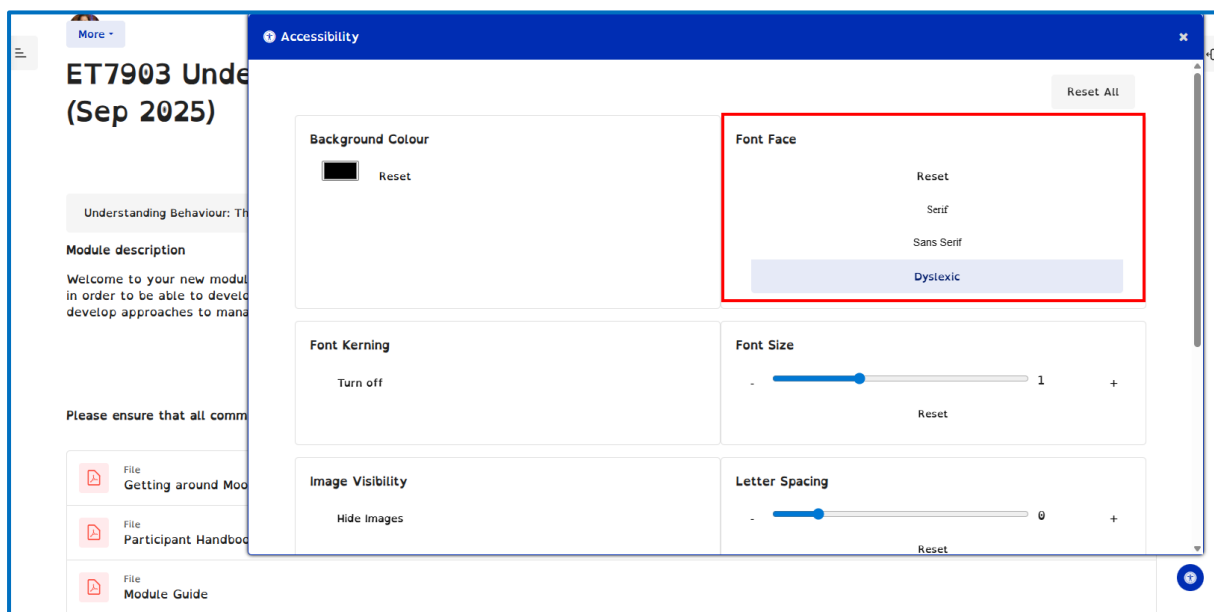 More
ET7903 Unde
(Sep 2025)
Understanding Behaviour: Th
Module description
Welcome to your new modul
in order to be able to develo
develop approaches to mana
Please ensure that all comm
File
Getting around Moo
File
Participant Handboo
File
Module Guide
Accessibility
Reset All
Background Colour
Reset
Font Face
Reset
Serif
Sans Serif
Dyslexic
Font Kerning
Turn off
Font Size
- 1 +
Reset
Image Visibility
Hide Images
Letter Spacing
- 0 +
Reset